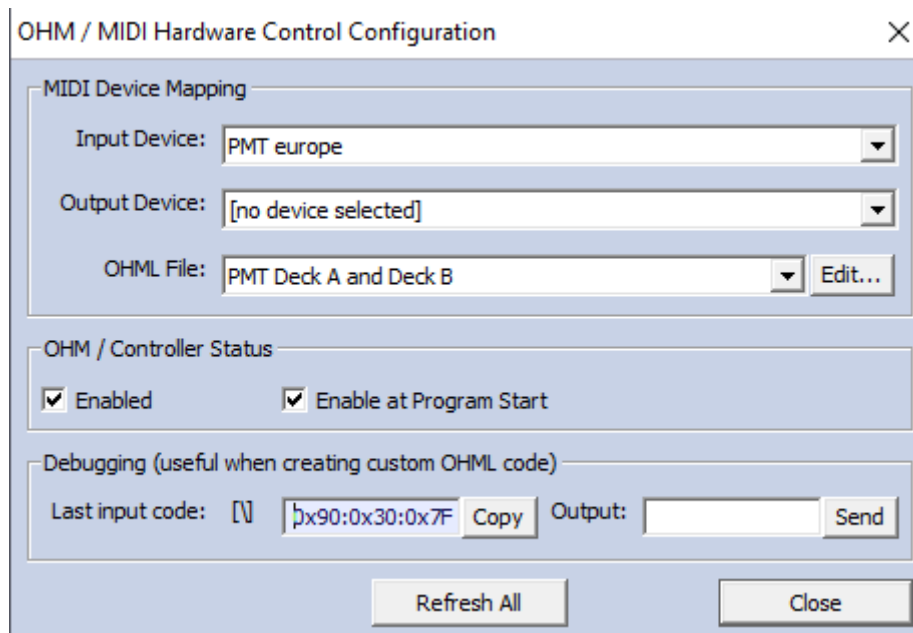 OHM / MIDI Hardware Control Configuration
MIDI Device Mapping
Input Device: PMT europe
Output Device: [no device selected]
OHML File: PMT Deck A and Deck B Edit...
OHM / Controller Status
Enabled Enable at Program Start
Debugging (useful when creating custom OHML code)
Last input code: [\] 0x90:0x30:0x7F Copy Output: Send
Refresh All Close